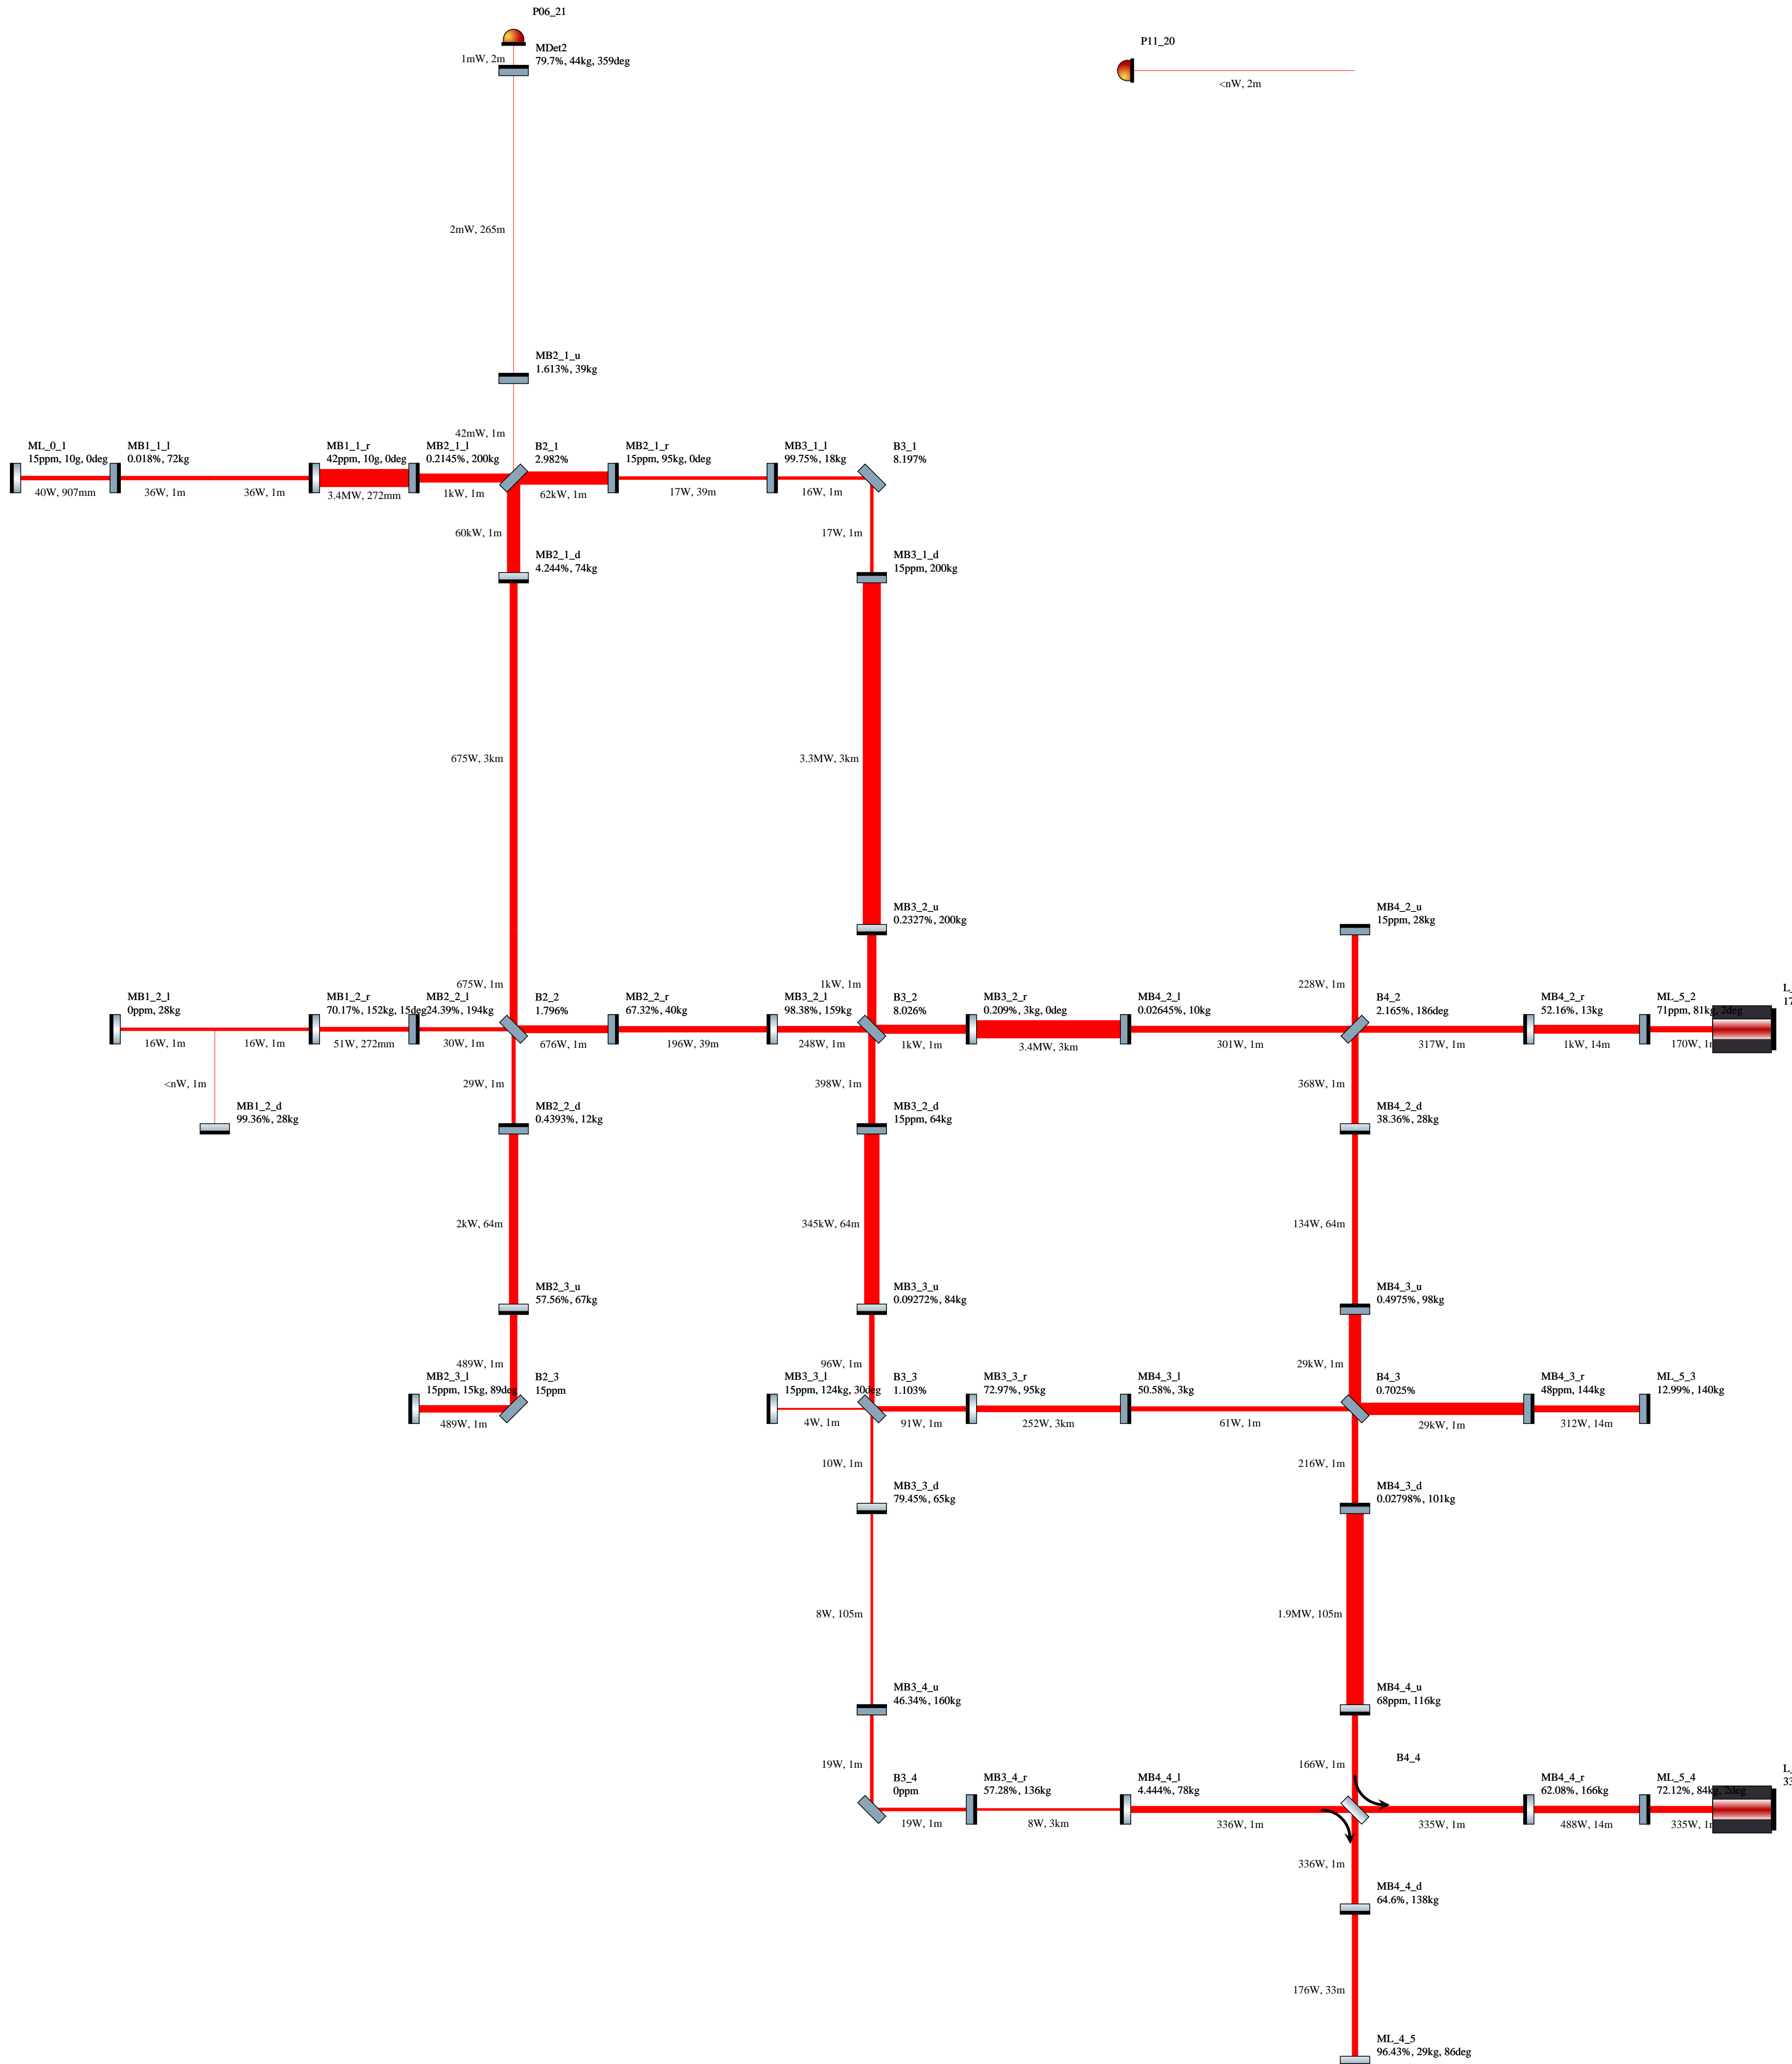 P06_21
MDet2
79.7%, 44kg, 359deg
1mW, 2m
P11_20
<nW, 2m
2mW, 265m
MB2_1_u
1.613%, 39kg
42mW, 1m
ML_0_1
15ppm, 10g, 0deg
MB1_1_l
0.018%, 72kg
MB1_1_r
42ppm, 10g, 0deg
MB2_1_l
0.2145%, 200kg
B2_1
2.982%
MB2_1_r
15ppm, 95kg, 0deg
MB3_1_l
99.75%, 18kg
B3_1
8.197%
40W, 907mm
36W, 1m
36W, 1m
3.4MW, 272mm
1kW, 1m
62kW, 1m
17W, 39m
16W, 1m
60kW, 1m
17W, 1m
MB2_1_d
4.244%, 74kg
MB3_1_d
15ppm, 200kg
675W, 3km
3.3MW, 3km
MB3_2_u
0.2327%, 200kg
MB4_2_u
15ppm, 28kg
675W, 1m
1kW, 1m
228W, 1m
MB1_2_l
0ppm, 28kg
MB1_2_r
70.17%, 152kg, 15deg
MB2_2_l
24.39%, 194kg
B2_2
1.796%
MB2_2_r
67.32%, 40kg
MB3_2_l
98.38%, 159kg
B3_2
8.026%
MB3_2_r
0.209%, 3kg, 0deg
MB4_2_l
0.02645%, 10kg
B4_2
2.165%, 186deg
MB4_2_r
52.16%, 13kg
ML_5_2
71ppm, 81kg, 2deg
L_
17
16W, 1m
16W, 1m
51W, 272mm
30W, 1m
676W, 1m
196W, 39m
248W, 1m
1kW, 1m
3.4MW, 3km
301W, 1m
317W, 1m
1kW, 14m
170W, 1m
<nW, 1m
29W, 1m
398W, 1m
368W, 1m
MB1_2_d
99.36%, 28kg
MB2_2_d
0.4393%, 12kg
MB3_2_d
15ppm, 64kg
MB4_2_d
38.36%, 28kg
2kW, 64m
345kW, 64m
134W, 64m
MB2_3_u
57.56%, 67kg
MB3_3_u
0.09272%, 84kg
MB4_3_u
0.4975%, 98kg
489W, 1m
96W, 1m
29kW, 1m
MB2_3_l
15ppm, 15kg, 89deg
B2_3
15ppm
MB3_3_l
15ppm, 124kg, 30deg
B3_3
1.103%
MB3_3_r
72.97%, 95kg
MB4_3_l
50.58%, 3kg
B4_3
0.7025%
MB4_3_r
48ppm, 144kg
ML_5_3
12.99%, 140kg
489W, 1m
4W, 1m
91W, 1m
252W, 3km
61W, 1m
29kW, 1m
312W, 14m
10W, 1m
216W, 1m
MB3_3_d
79.45%, 65kg
MB4_3_d
0.02798%, 101kg
8W, 105m
1.9MW, 105m
MB3_4_u
46.34%, 160kg
MB4_4_u
68ppm, 116kg
19W, 1m
166W, 1m
B4_4
B3_4
0ppm
MB3_4_r
57.28%, 136kg
MB4_4_l
4.444%, 78kg
MB4_4_r
62.08%, 166kg
ML_5_4
72.12%, 84kg, 2deg
L_
33
19W, 1m
8W, 3km
336W, 1m
335W, 1m
488W, 14m
335W, 1m
336W, 1m
MB4_4_d
64.6%, 138kg
176W, 33m
ML_4_5
96.43%, 29kg, 86deg